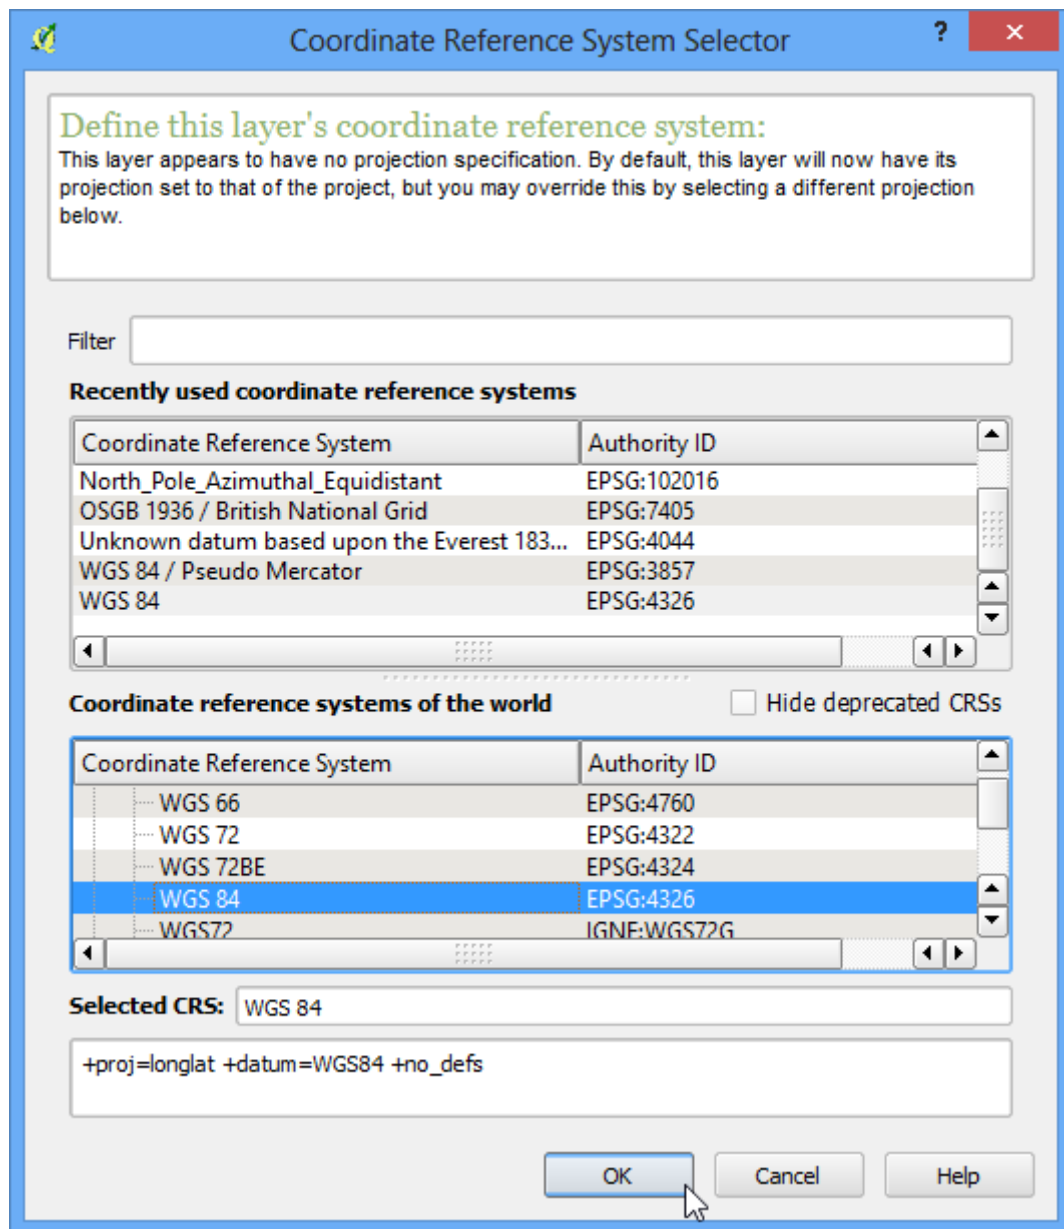 Coordinate Reference System Selector
?
Define this layer's coordinate reference system:
This layer appears to have no projection specification. By default, this layer will now have its
projection set to that of the project, but you may override this by selecting a different projection
below.
Filter
Recently used coordinate reference systems
Coordinate Reference System Authority ID
North_Pole_Azimuthal_Equidistant EPSG:102016
OSGB 1936 / British National Grid EPSG:7405
Unknown datum based upon the Everest 183... EPSG:4044
WGS 84 / Pseudo Mercator EPSG:3857
WGS 84 EPSG:4326
Coordinate reference systems of the world Hide deprecated CRSs
Coordinate Reference System Authority ID
WGS 66 EPSG:4760
WGS 72 EPSG:4322
WGS 72BE EPSG:4324
WGS 84 EPSG:4326
WGS72 IGNF:WGS72G
Selected CRS: WGS 84
+proj=longlat +datum=WGS84 +no_defs
OK Cancel Help